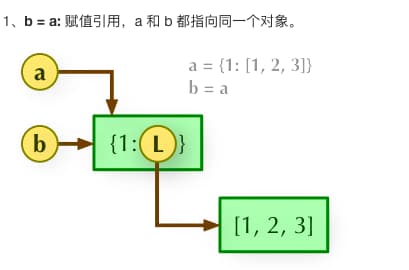 1、b = a: 赋值引用，a 和 b 都指向同一个对象。
a
a = {1: [1, 2, 3]}
b = a
b
{1: L }
[1, 2, 3]